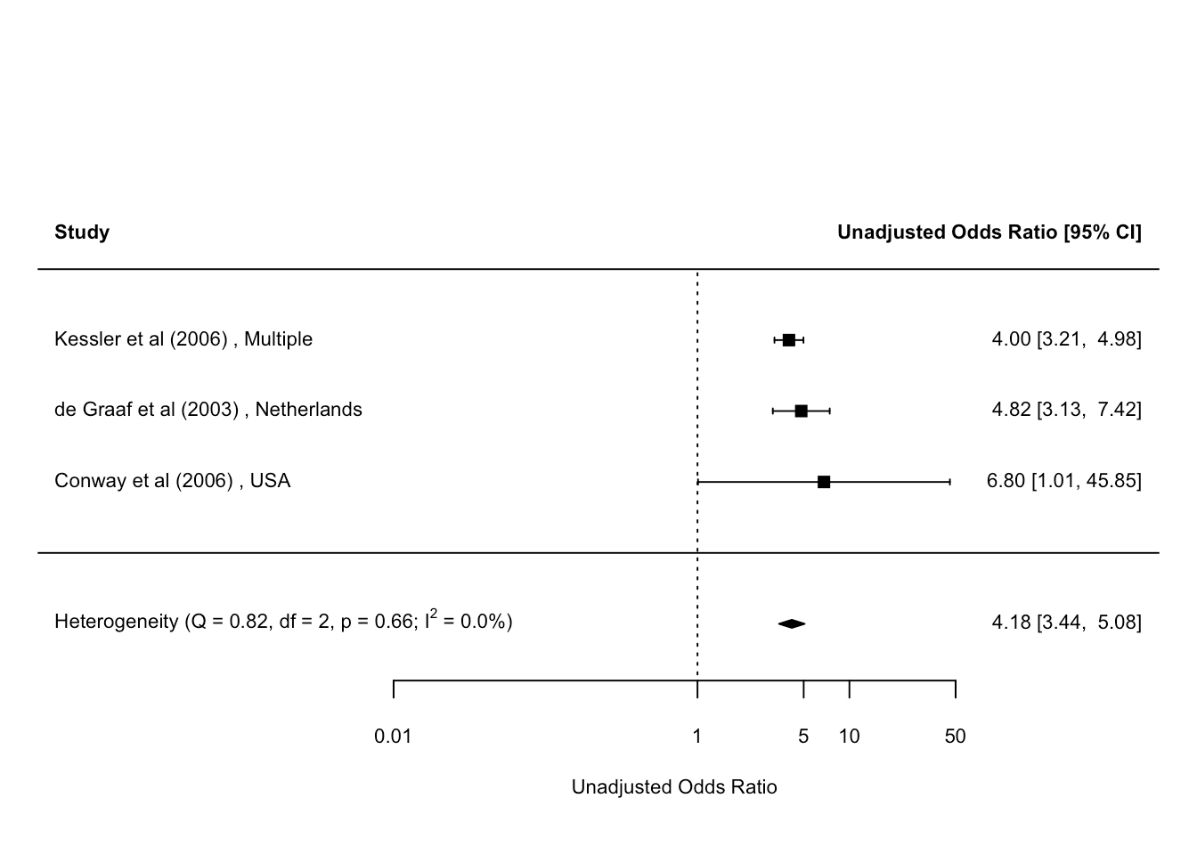 Study Unadjusted Odds Ratio [95% CI]
Kessler et al (2006) , Multiple 4.00 [3.21, 4.98]
de Graaf et al (2003) , Netherlands 4.82 [3.13, 7.42]
Conway et al (2006) , USA 6.80 [1.01, 45.85]
Heterogeneity (Q = 0.82, df = 2, p = 0.66; I² = 0.0%) 4.18 [3.44, 5.08]
0.01 1 5 10 50
Unadjusted Odds Ratio